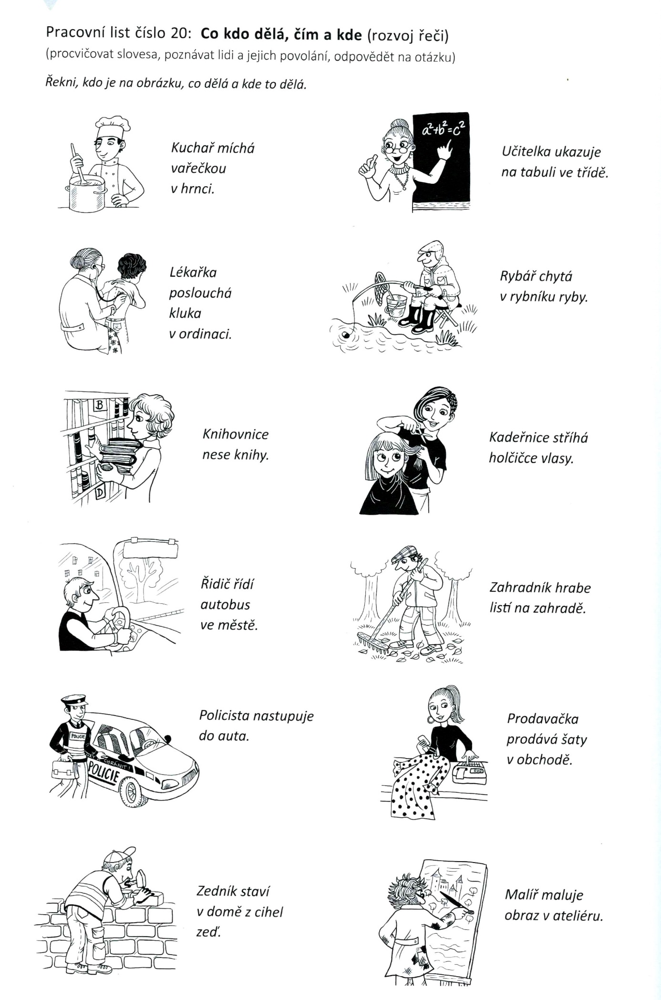 Pracovní list číslo 20: Co kdo dělá, čím a kde (rozvoj řeči)
(procvičovat slovesa, poznávat lidi a jejich povolání, odpovědět na otázku)
Řekni, kdo je na obrázku, co dělá a kde to dělá.
Kuchař míchá
vařečkou
v hrnci.
a²+b²=c²
Učitelka ukazuje
na tabuli ve třídě.
Lékařka
poslouchá
kluka
v ordinaci.
Rybář chytá
v rybníku ryby.
B
D
Knihovnice
nese knihy.
Kadeřnice stříhá
holčičce vlasy.
Řidič řídí
autobus
ve městě.
Zahradník hrabe
listí na zahradě.
POLICIE
CHRÁNIT!
POLICIE
Policista nastupuje
do auta.
500
Prodavačka
prodává šaty
v obchodě.
Zedník staví
v domě z cihel
zeď.
Malíř maluje
obraz v ateliéru.